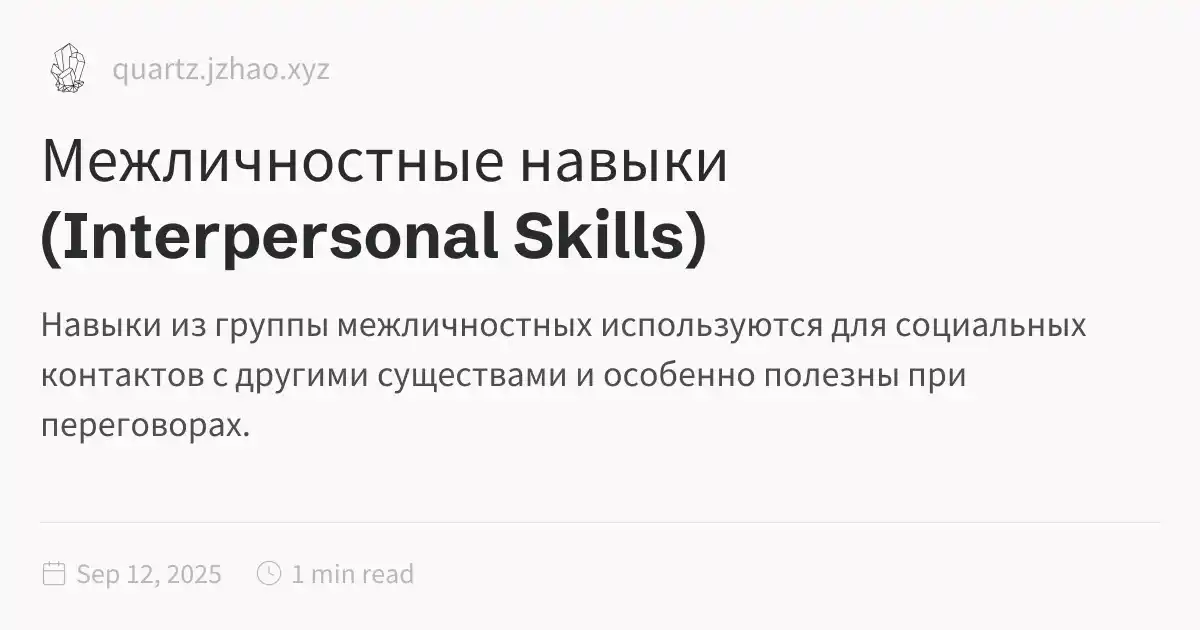 quartz.jzhao.xyz
Межличностные навыки
(Interpersonal Skills)
Навыки из группы межличностных используются для социальных
контактов с другими существами и особенно полезны при
переговорах.
Sep 12, 2025 1 min read